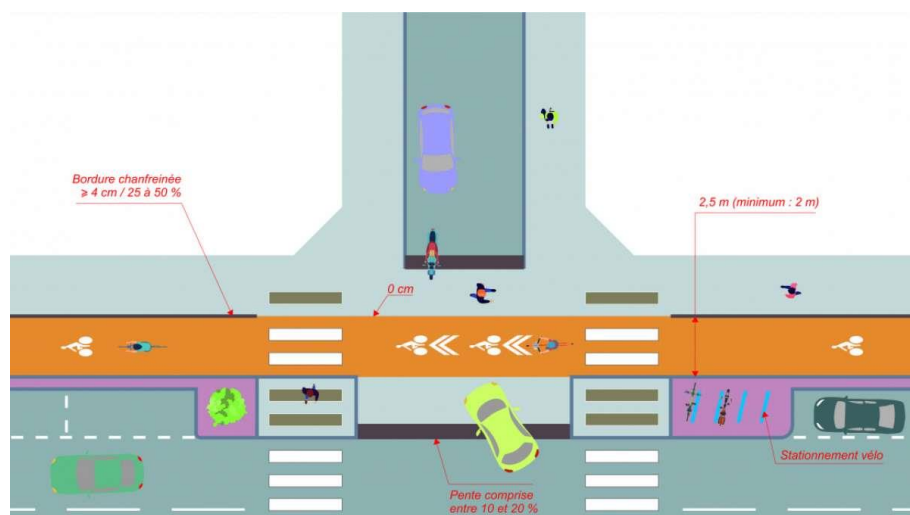 Bordure chanfreinée
⩾ 4 cm / 25 à 50 %
2,5 m (minimum : 2 m)
0 cm
Stationnement vélo
Pente comprise
entre 10 et 20 %